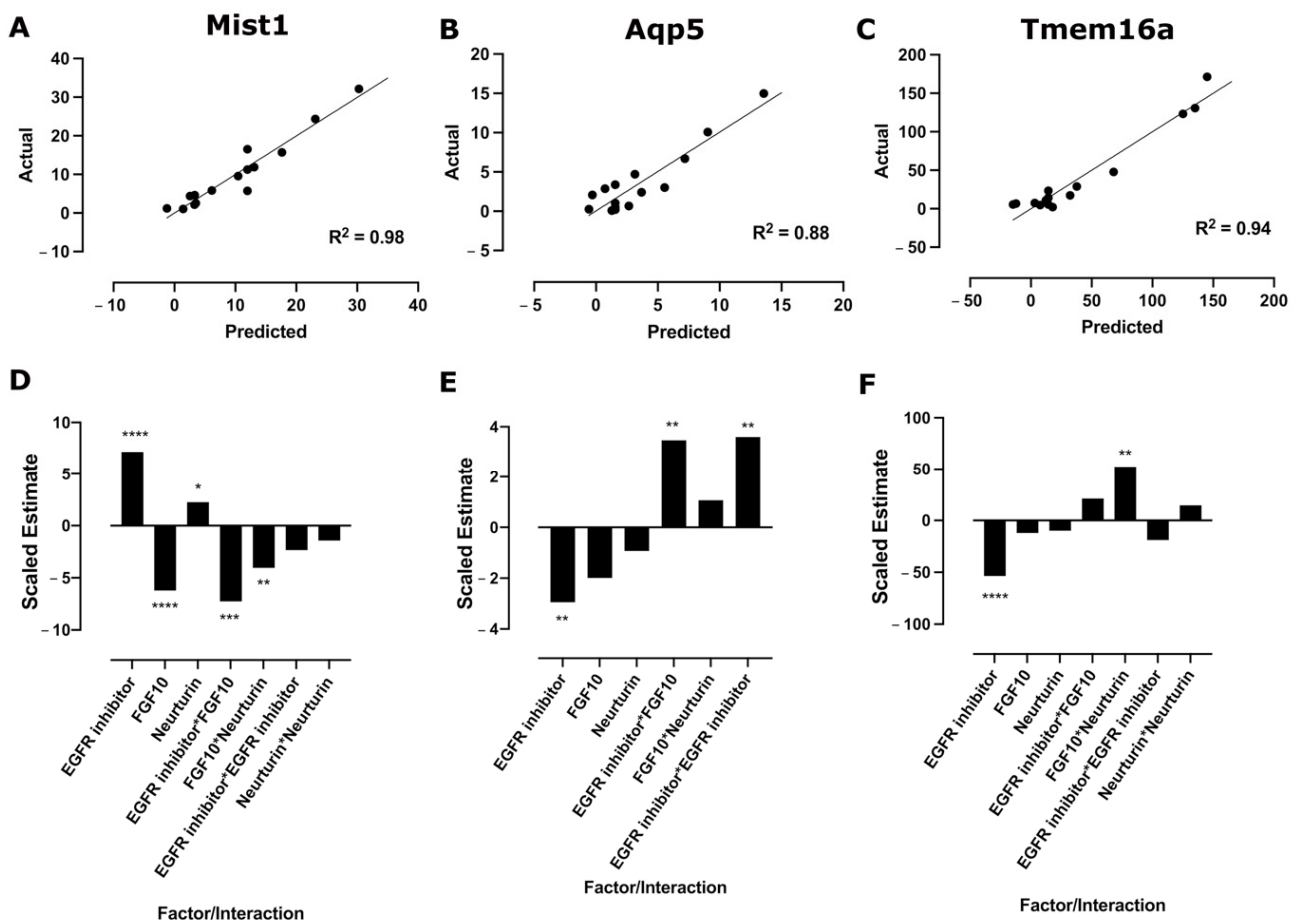 A
Mist1
B
Aqp5
C
Tmem16a
40
30
20
10
0
– 10
Actual
R² = 0.98
– 10
0
10
20
30
40
Predicted
20
15
10
5
0
– 5
Actual
R² = 0.88
– 5
0
5
10
15
20
Predicted
200
150
100
50
0
– 50
Actual
R² = 0.94
– 50
0
50
100
150
200
Predicted
D
10
5
0
– 5
– 10
Scaled Estimate
****
****
*
***
**
EGFR inhibitor
FGF10
Neurturin
EGFR inhibitor*FGF10
FGF10*Neurturin
EGFR inhibitor*EGFR inhibitor
Neurturin*Neurturin
Factor/Interaction
E
4
2
0
– 2
– 4
Scaled Estimate
**
**
**
EGFR inhibitor
FGF10
Neurturin
EGFR inhibitor*FGF10
FGF10*Neurturin
EGFR inhibitor*EGFR inhibitor
Factor/Interaction
F
100
50
0
– 50
– 100
Scaled Estimate
****
**
EGFR inhibitor
FGF10
Neurturin
EGFR inhibitor*FGF10
FGF10*Neurturin
EGFR inhibitor*EGFR inhibitor
Neurturin*Neurturin
Factor/Interaction